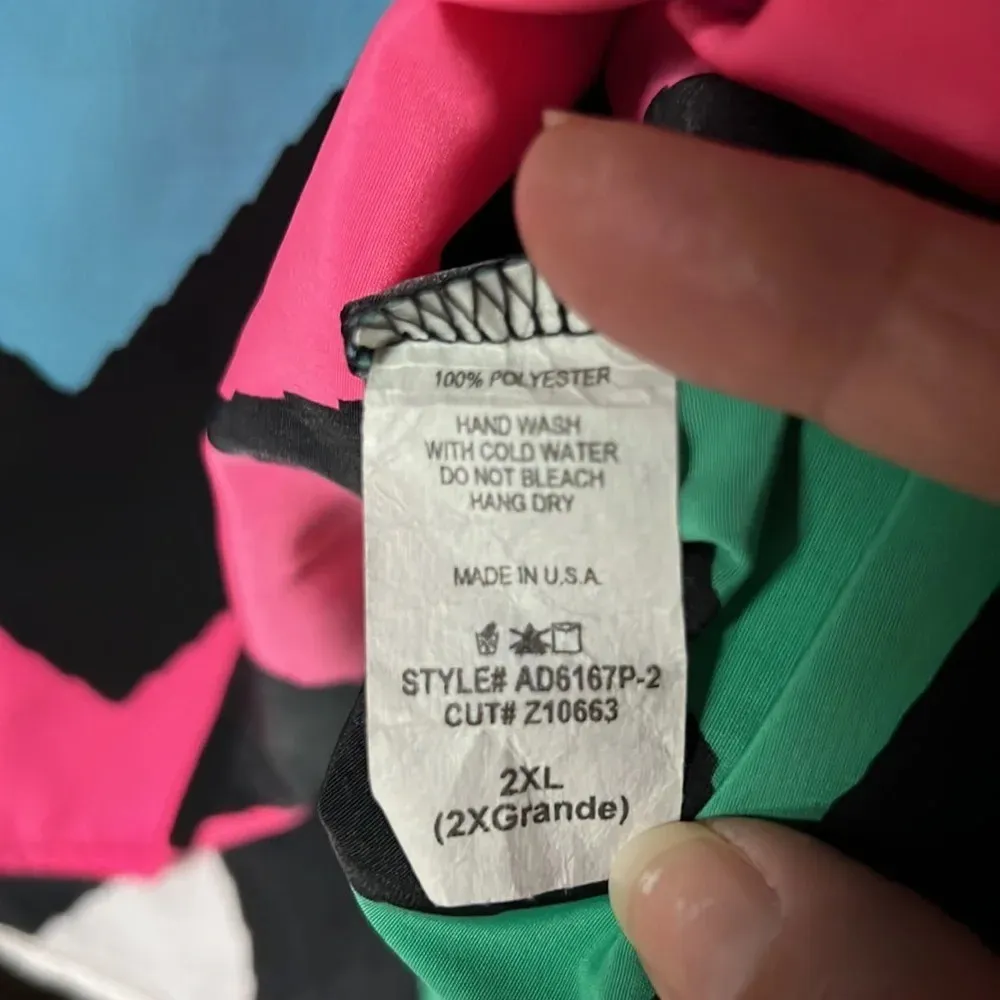 100% POLYESTER
HAND WASH
WITH COLD WATER
DO NOT BLEACH
HANG DRY
MADE IN U.S.A.
STYLE# AD6167P-2
CUT# Z10663
2XL
(2XGrande)